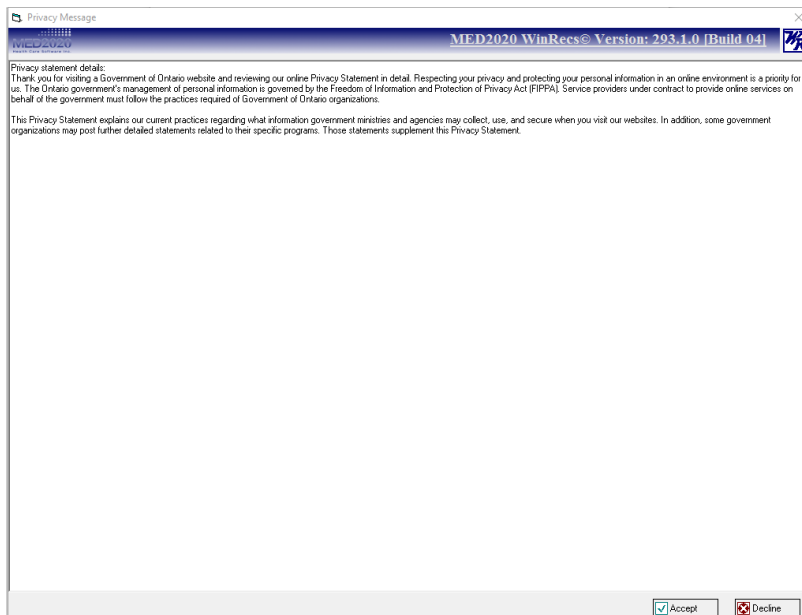 Privacy Message
MED2020
Health Care Software Inc.
MED2020 WinRecs© Version: 293.1.0 [Build 04]
WR
Privacy statement details:
Thank you for visiting a Government of Ontario website and reviewing our online Privacy Statement in detail. Respecting your privacy and protecting your personal information in an online environment is a priority for
us. The Ontario government's management of personal information is governed by the Freedom of Information and Protection of Privacy Act (FIPPA). Service providers under contract to provide online services on
behalf of the government must follow the practices required of Government of Ontario organizations.
This Privacy Statement explains our current practices regarding what information government ministries and agencies may collect, use, and secure when you visit our websites. In addition, some government
organizations may post further detailed statements related to their specific programs. Those statements supplement this Privacy Statement.
Accept
Decline